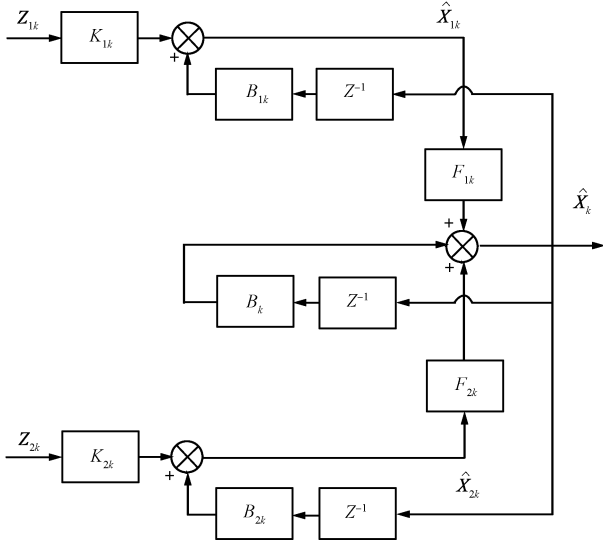 Z₁ₖ
K₁ₖ
+
X̂₁ₖ
B₁ₖ
Z⁻¹
F₁ₖ
X̂ₖ
+
+
Bₖ
Z⁻¹
F₂ₖ
Z₂ₖ
K₂ₖ
+
X̂₂ₖ
B₂ₖ
Z⁻¹